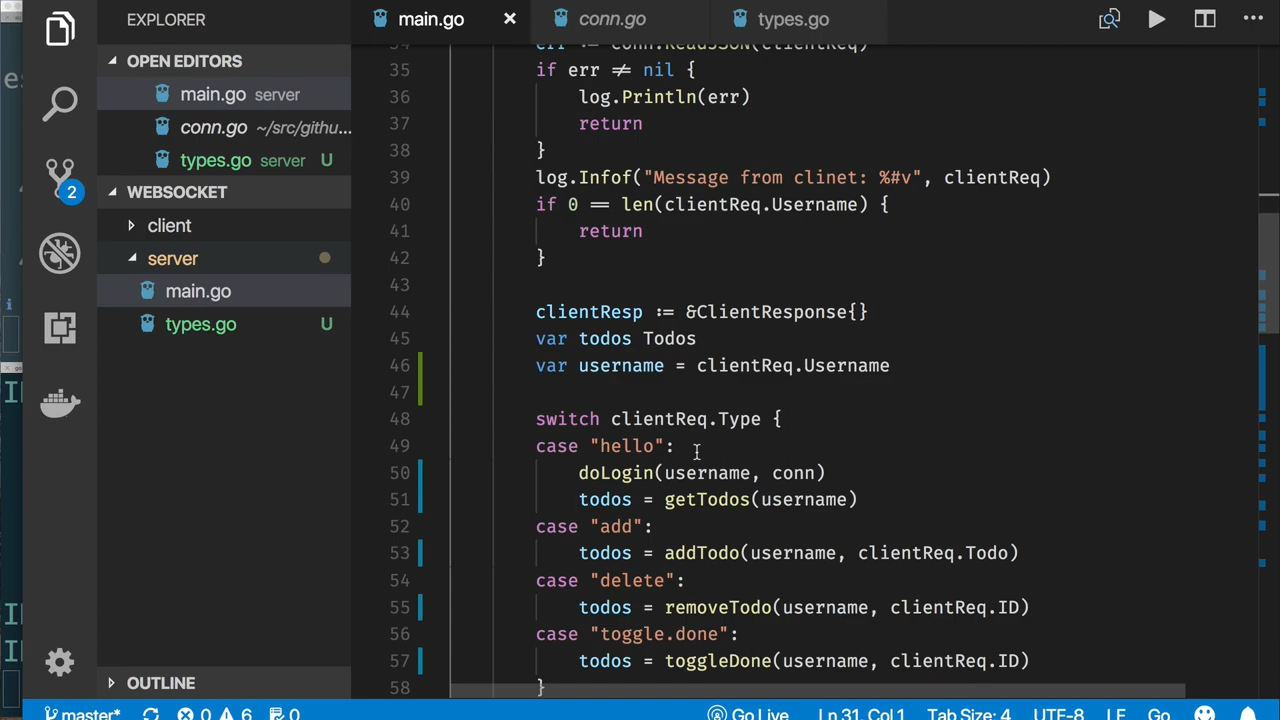 EXPLORER
OPEN EDITORS
main.go server
conn.go ~/src/githu...
types.go server U
WEBSOCKET
client
server
main.go
types.go U
OUTLINE
2
main.go
conn.go
types.go
35 if err ≠ nil {
36 log.Println(err)
37 return
38 }
39 log.Infof("Message from clinet: %#v", clientReq)
40 if 0 == len(clientReq.Username) {
41 return
42 }
43
44 clientResp := &ClientResponse{}
45 var todos Todos
46 var username = clientReq.Username
47
48 switch clientReq.Type {
49 case "hello":
50 doLogin(username, conn)
51 todos = getTodos(username)
52 case "add":
53 todos = addTodo(username, clientReq.Todo)
54 case "delete":
55 todos = removeTodo(username, clientReq.ID)
56 case "toggle.done":
57 todos = toggleDone(username, clientReq.ID)
58 }
master* 0 6 0 Go Live Ln 31, Col 1 Tab Size: 4 UTF-8 LF Go